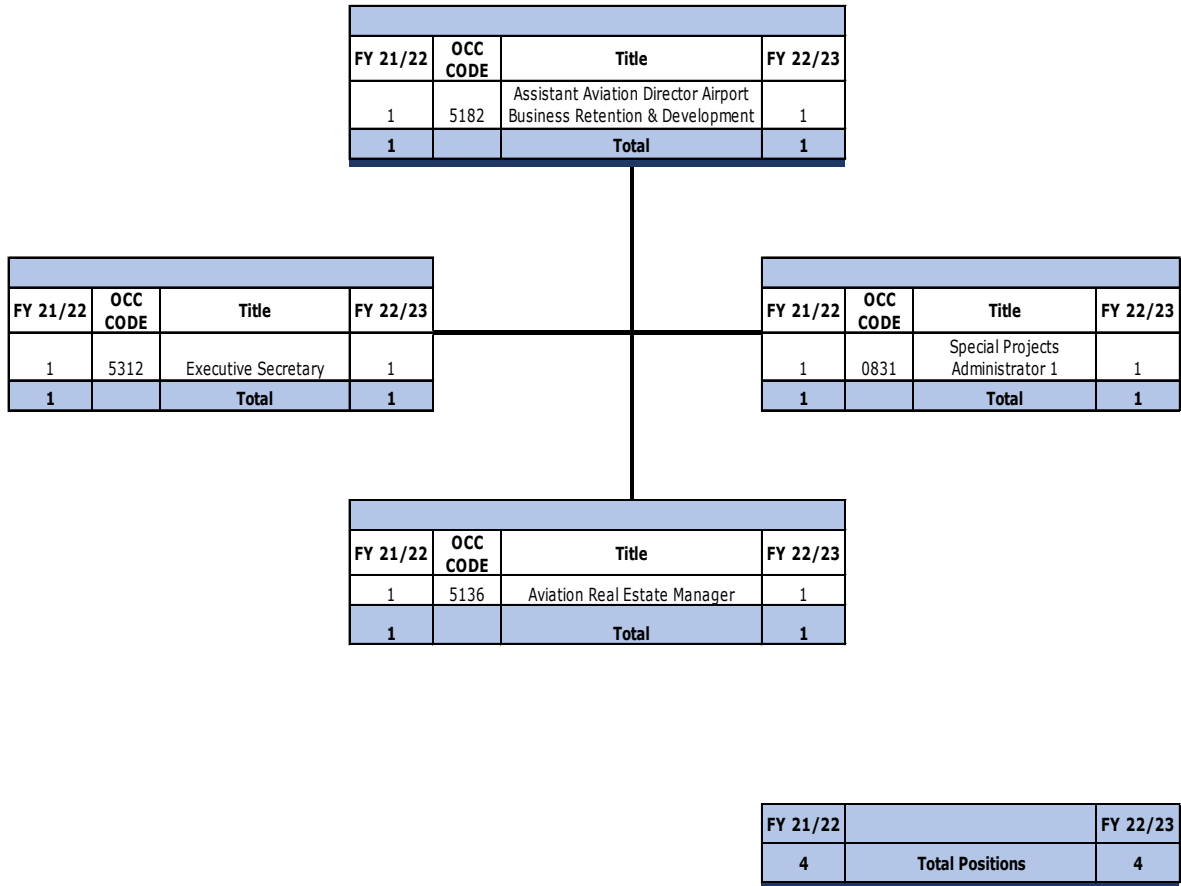 FY 21/22 OCC CODE Title FY 22/23
1 5182 Assistant Aviation Director Airport Business Retention & Development 1
1 Total 1
FY 21/22 OCC CODE Title FY 22/23
1 5312 Executive Secretary 1
1 Total 1
FY 21/22 OCC CODE Title FY 22/23
1 0831 Special Projects Administrator 1 1
1 Total 1
FY 21/22 OCC CODE Title FY 22/23
1 5136 Aviation Real Estate Manager 1
1 Total 1
FY 21/22 FY 22/23
4 Total Positions 4